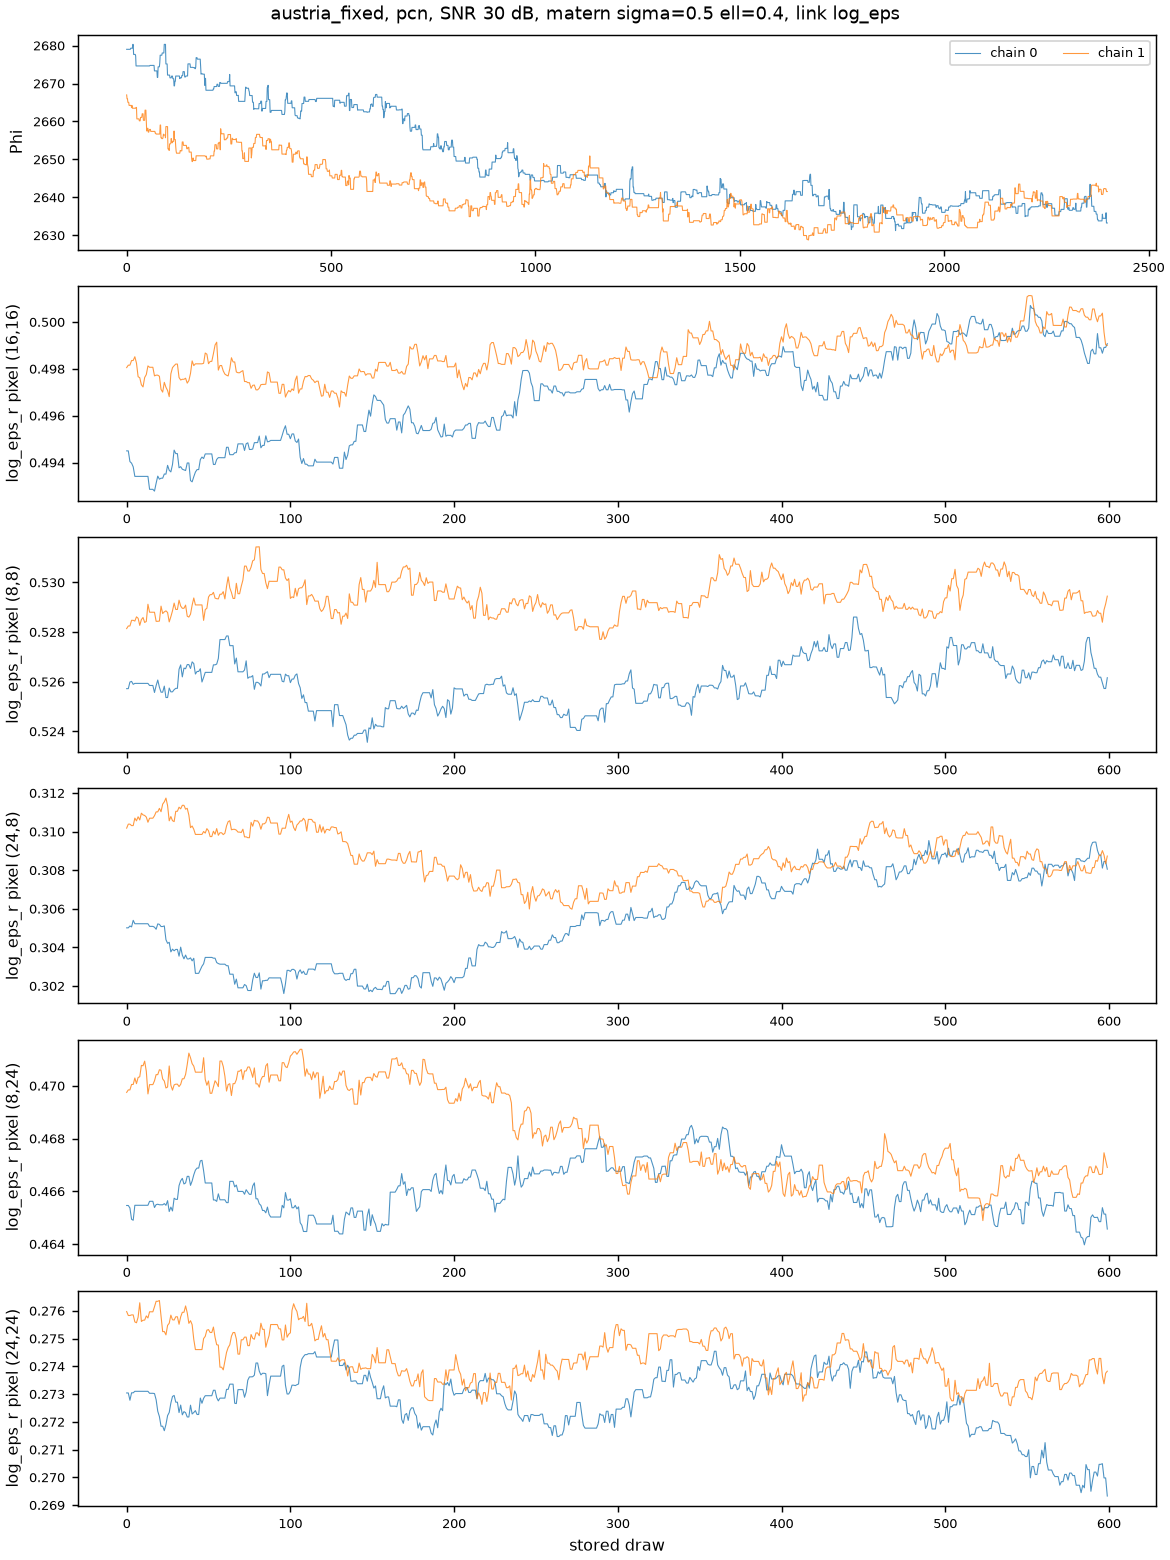 austria_fixed, pcn, SNR 30 dB, matern sigma=0.5 ell=0.4, link log_eps
chain 0 chain 1
Phi
2680
2670
2660
2650
2640
2630
0 500 1000 1500 2000 2500
log_eps_r pixel (16,16)
0.500
0.498
0.496
0.494
0 100 200 300 400 500 600
log_eps_r pixel (8,8)
0.530
0.528
0.526
0.524
0 100 200 300 400 500 600
log_eps_r pixel (24,8)
0.312
0.310
0.308
0.306
0.304
0.302
0 100 200 300 400 500 600
log_eps_r pixel (8,24)
0.470
0.468
0.466
0.464
0 100 200 300 400 500 600
log_eps_r pixel (24,24)
0.276
0.275
0.274
0.273
0.272
0.271
0.270
0.269
0 100 200 300 400 500 600
stored draw